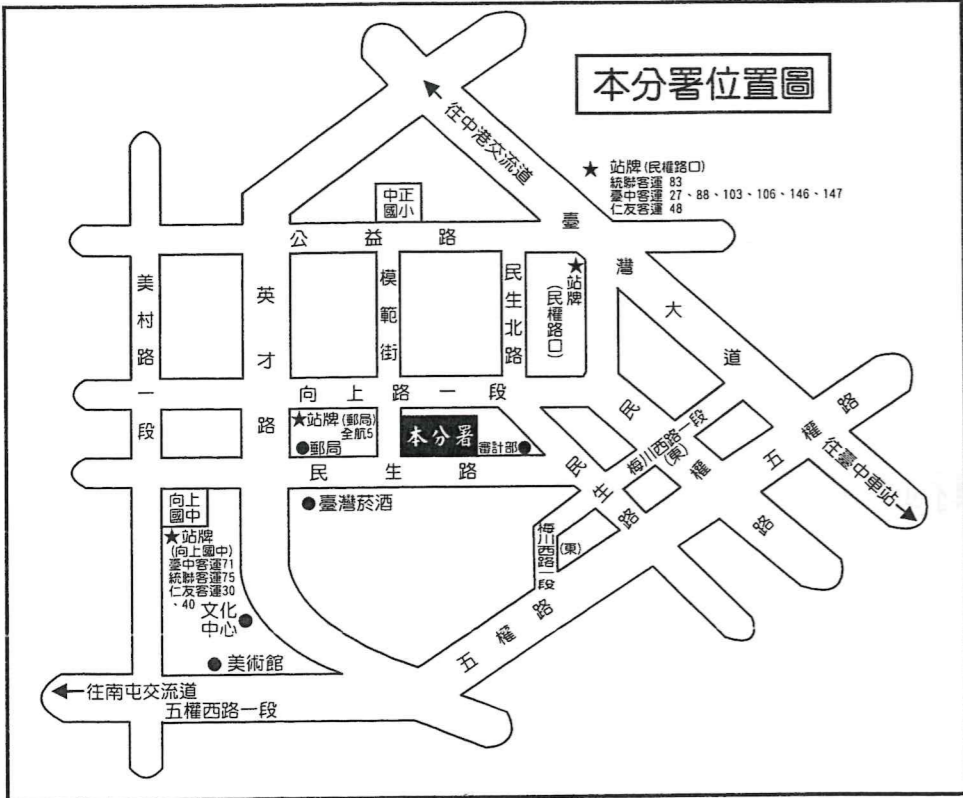 本分署位置圖
往中港交流道
★ 站牌(民權路口)
統聯客運 83
臺中客運 27、88、103、106、146、147
仁友客運 48
中正
國小
公益路
臺灣大道
美村路一段
英才路
模範街
民生北路
★站牌
(民權路口)
向上路一段
★站牌(郵局)
全航5
●郵局
本分署
審計部●
民權路
梅川西路一段
(東)
五權路
往臺中車站
民生路
民生路
向上
國中
●臺灣菸酒
★站牌
(向上國中)
臺中客運71
統聯客運75
仁友客運30
、40
文化
中心●
梅川西路一段
(東)
五權路
●美術館
往南屯交流道
五權西路一段